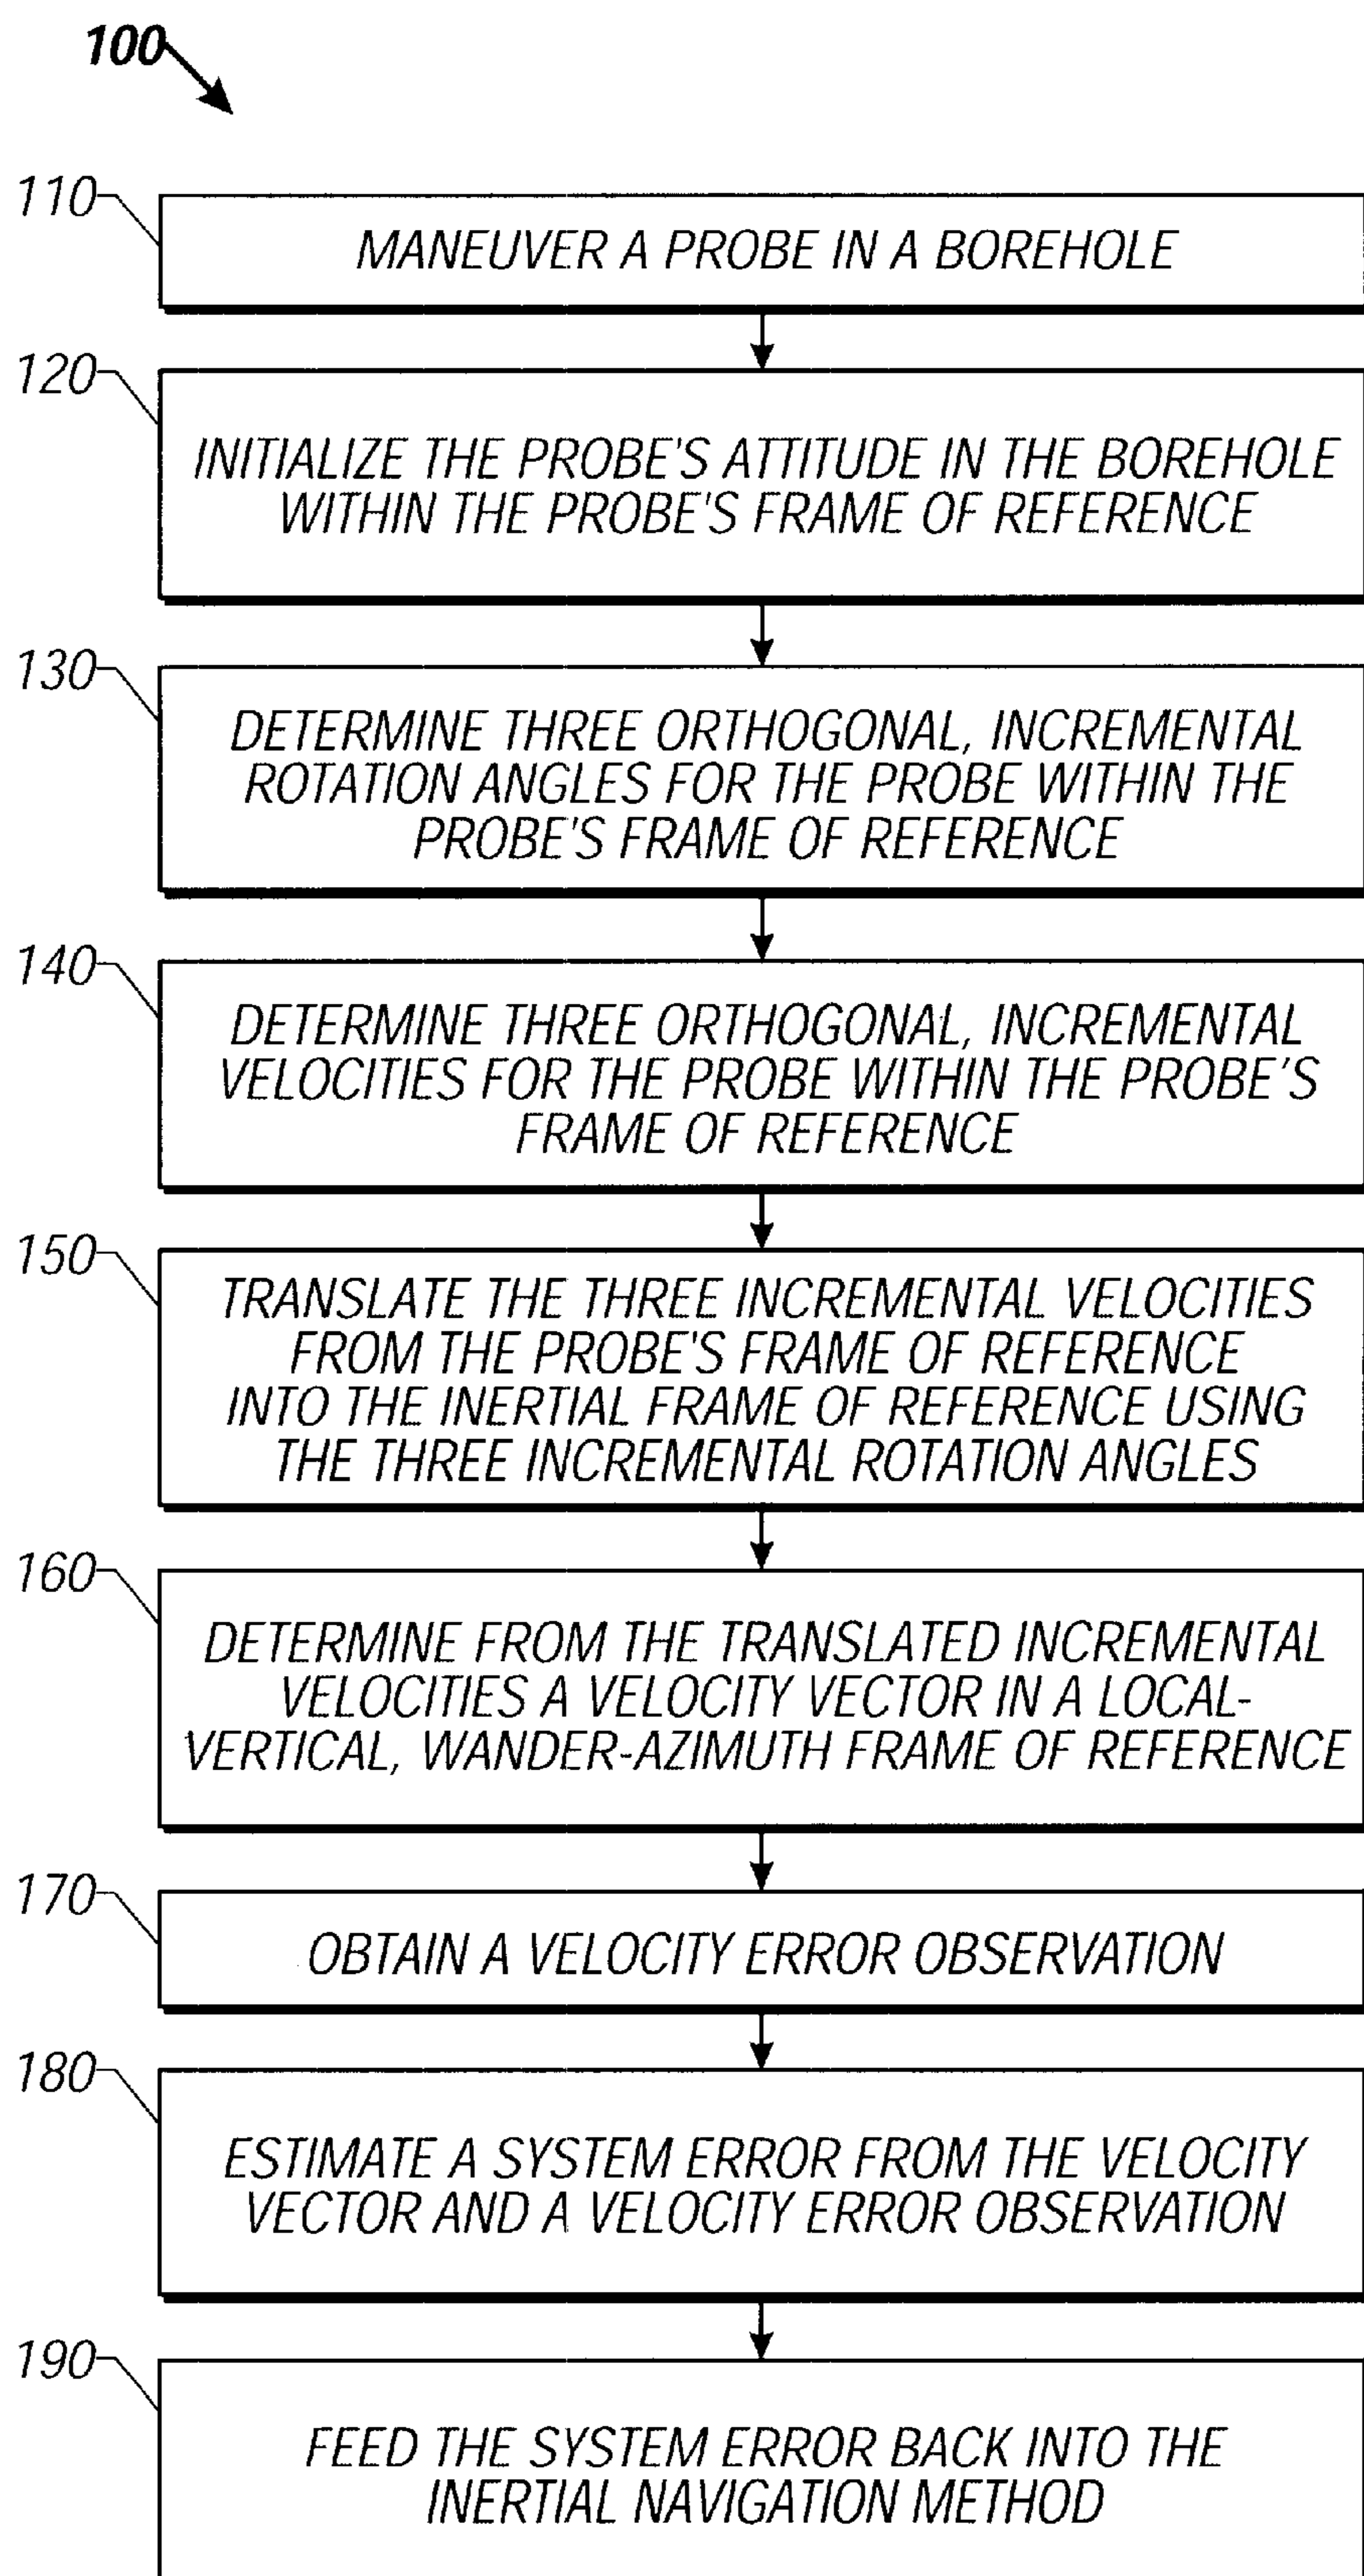 100
110
MANEUVER A PROBE IN A BOREHOLE
120
INITIALIZE THE PROBE'S ATTITUDE IN THE BOREHOLE
WITHIN THE PROBE'S FRAME OF REFERENCE
130
DETERMINE THREE ORTHOGONAL, INCREMENTAL
ROTATION ANGLES FOR THE PROBE WITHIN THE
PROBE'S FRAME OF REFERENCE
140
DETERMINE THREE ORTHOGONAL, INCREMENTAL
VELOCITIES FOR THE PROBE WITHIN THE PROBE'S
FRAME OF REFERENCE
150
TRANSLATE THE THREE INCREMENTAL VELOCITIES
FROM THE PROBE'S FRAME OF REFERENCE
INTO THE INERTIAL FRAME OF REFERENCE USING
THE THREE INCREMENTAL ROTATION ANGLES
160
DETERMINE FROM THE TRANSLATED INCREMENTAL
VELOCITIES A VELOCITY VECTOR IN A LOCAL-
VERTICAL, WANDER-AZIMUTH FRAME OF REFERENCE
170
OBTAIN A VELOCITY ERROR OBSERVATION
180
ESTIMATE A SYSTEM ERROR FROM THE VELOCITY
VECTOR AND A VELOCITY ERROR OBSERVATION
190
FEED THE SYSTEM ERROR BACK INTO THE
INERTIAL NAVIGATION METHOD